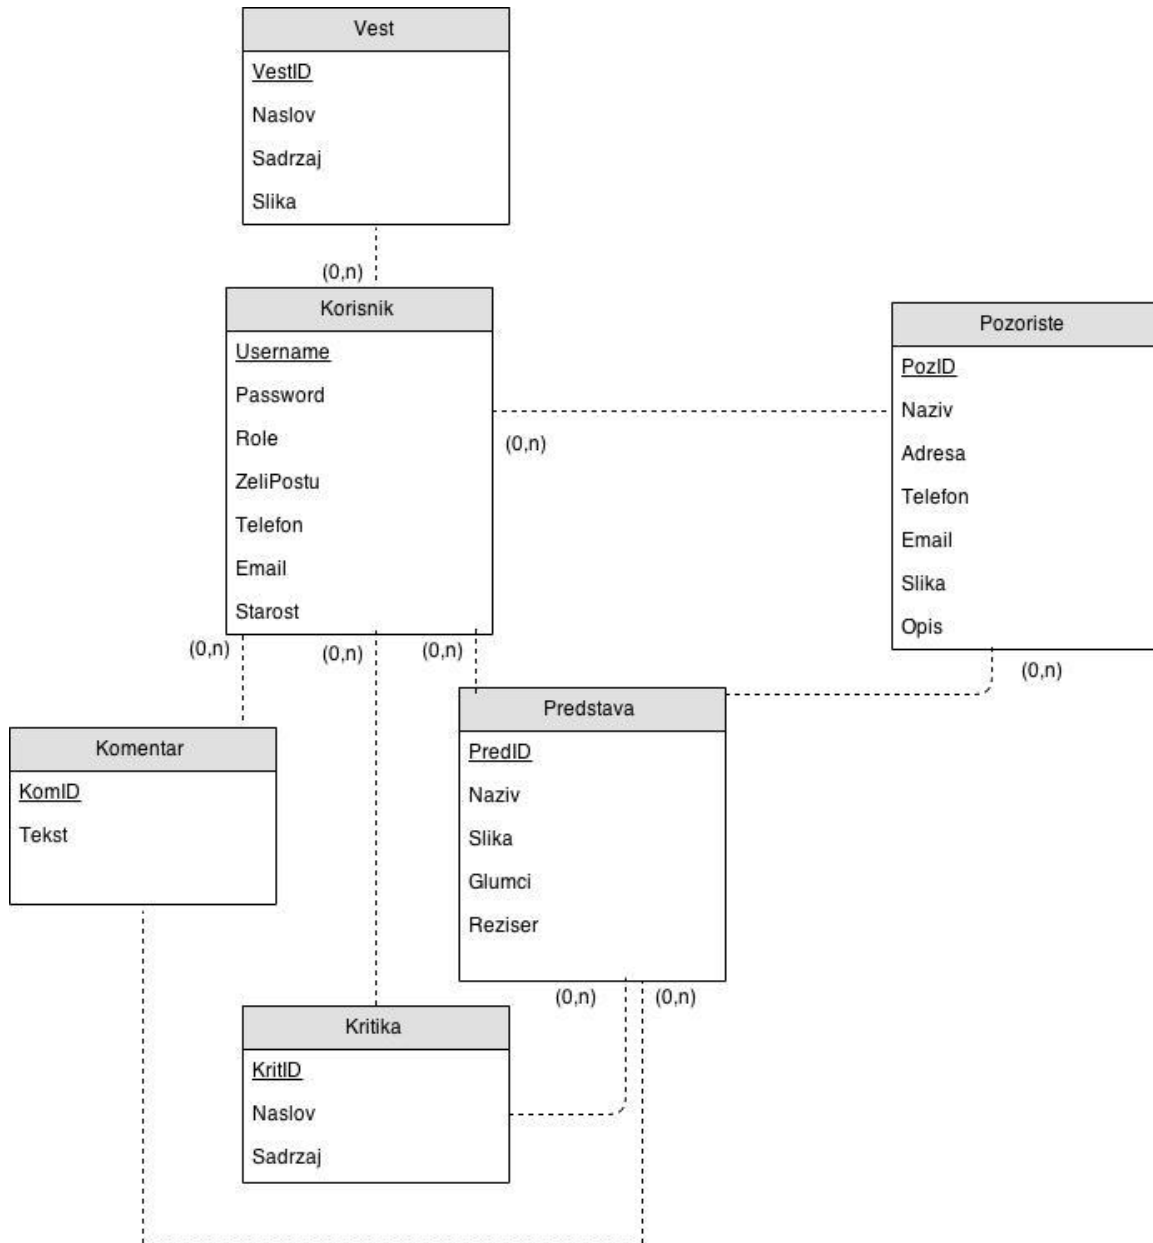 Vest
VestID
Naslov
Sadrzaj
Slika
(0,n)
Korisnik
Username
Password
Role
ZeliPostu
Telefon
Email
Starost
(0,n)
Pozoriste
PozID
Naziv
Adresa
Telefon
Email
Slika
Opis
(0,n)
(0,n)
(0,n)
(0,n)
Komentar
KomID
Tekst
Predstava
PredID
Naziv
Slika
Glumci
Reziser
(0,n)
(0,n)
Kritika
KritID
Naslov
Sadrzaj